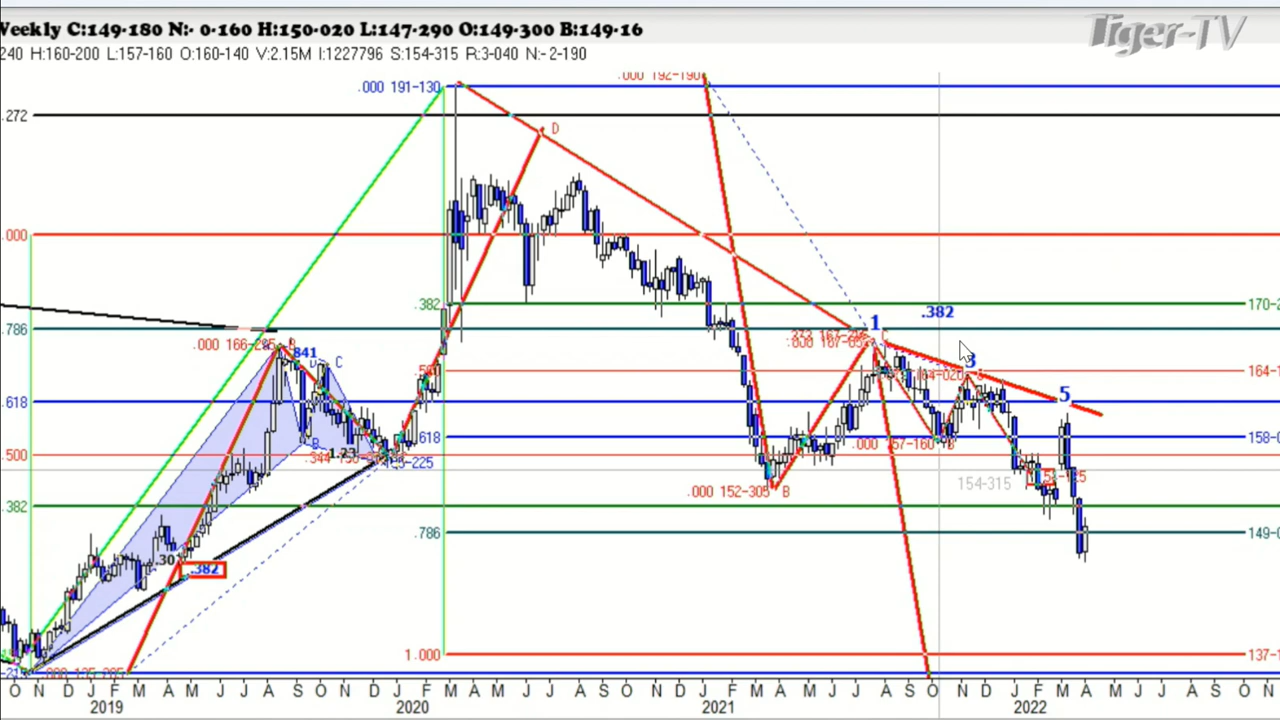 Weekly C:149-180 N:- 0-160 H:150-020 L:147-290 O:149-300 B:149-16
Tiger-TV
240 H:160-200 L:157-160 O:160-140 V:2.15M I:1227796 S:154-315 R:3-040 N:-2-190
.000 192-190
.000 191-130
.272
D
.000
.382
170-2
.382
1
.786
.000 166-285
B
841
C
3
164-1
5
.618
.618
158-0
B
.000 157-160
B
1.23
.500
154-315
.000 152-305 B
.382
.786
149-0
.30
.382
1.000
137-1
O N D J F M A M J J A S O N D J F M A M J J A S O N D J F M A M J J A S O N D J F M A M J J A S O N
2019 2020 2021 2022